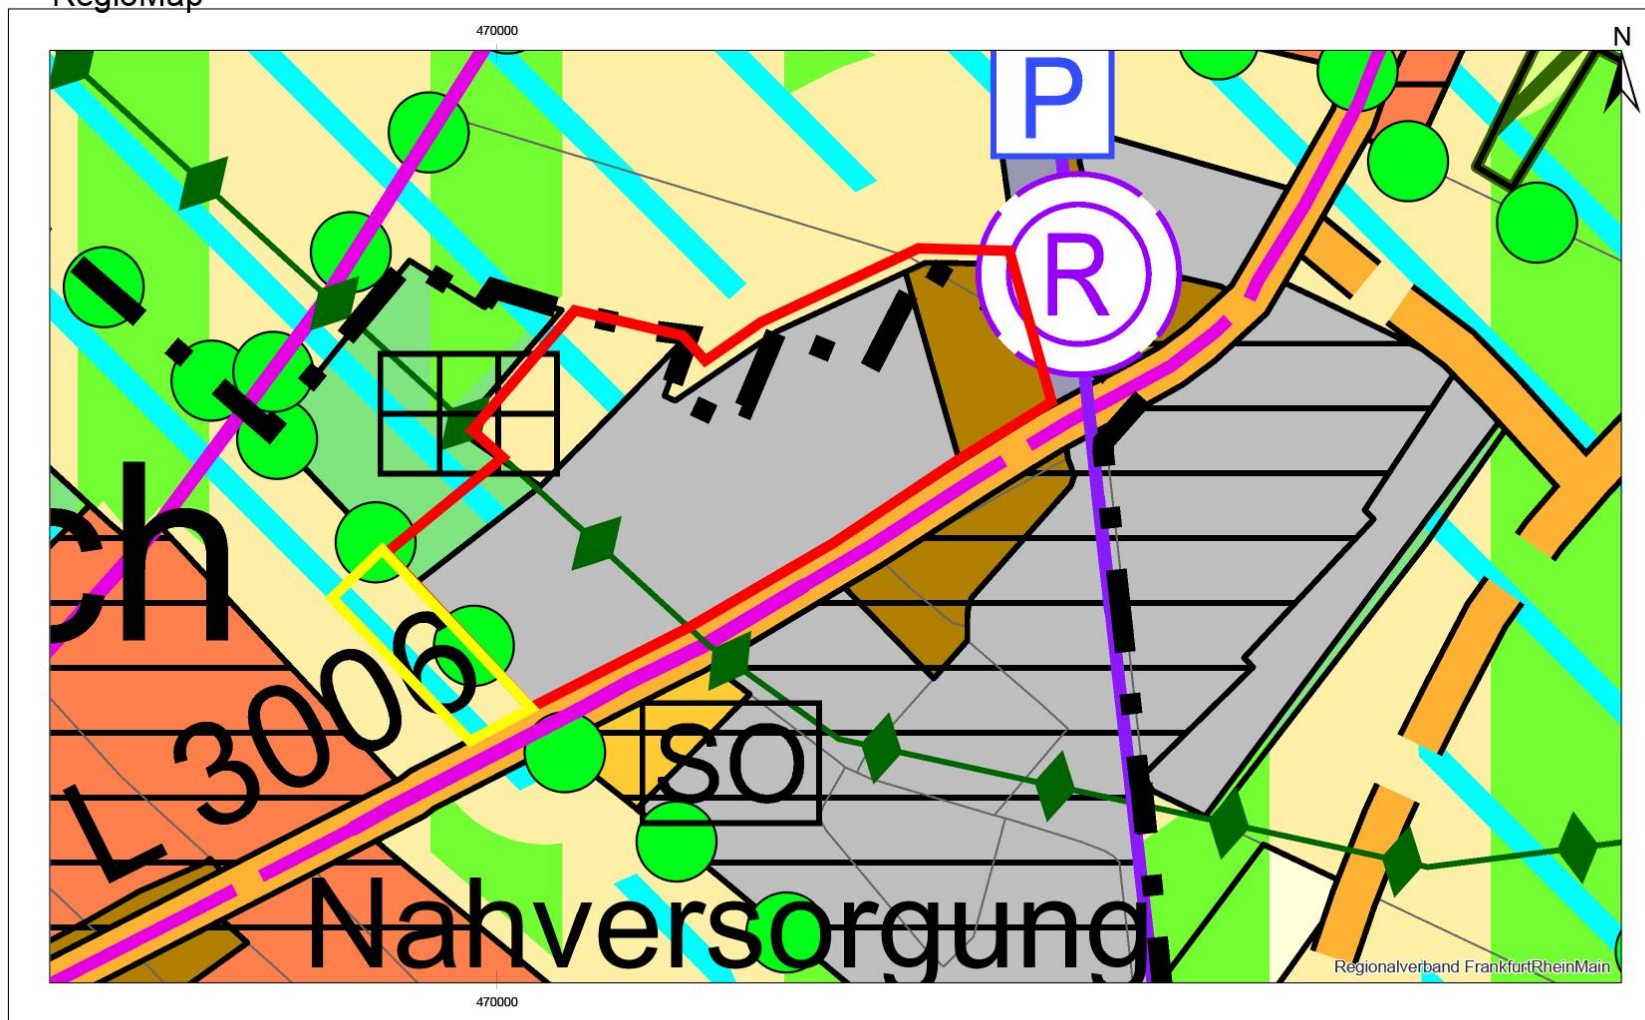 RegioMap
470000
N
P
R
ch
L 3006
SO
Nahversorgung
Regionalverband FrankfurtRheinMain
470000